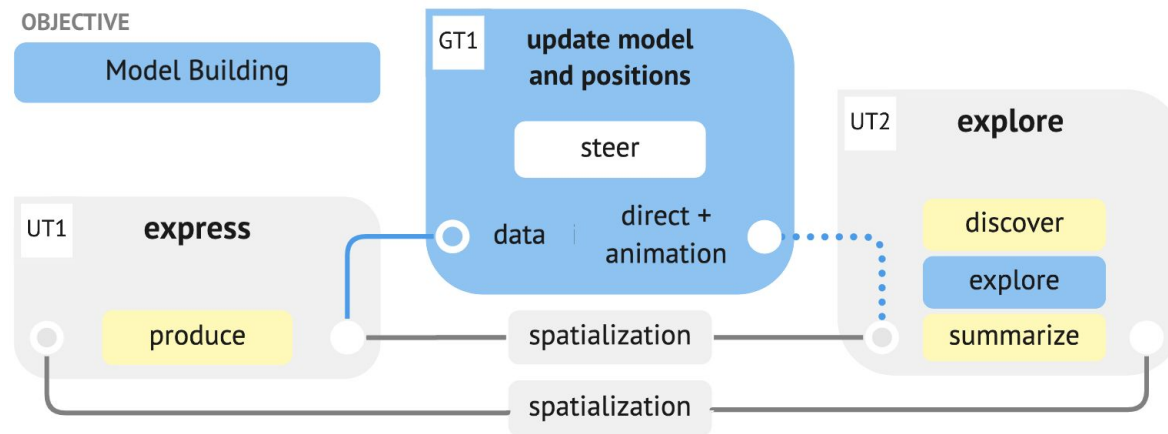 OBJECTIVE
Model Building
GT1
update model
and positions
steer
data
direct +
animation
UT1
express
produce
UT2
explore
discover
explore
summarize
spatialization
spatialization